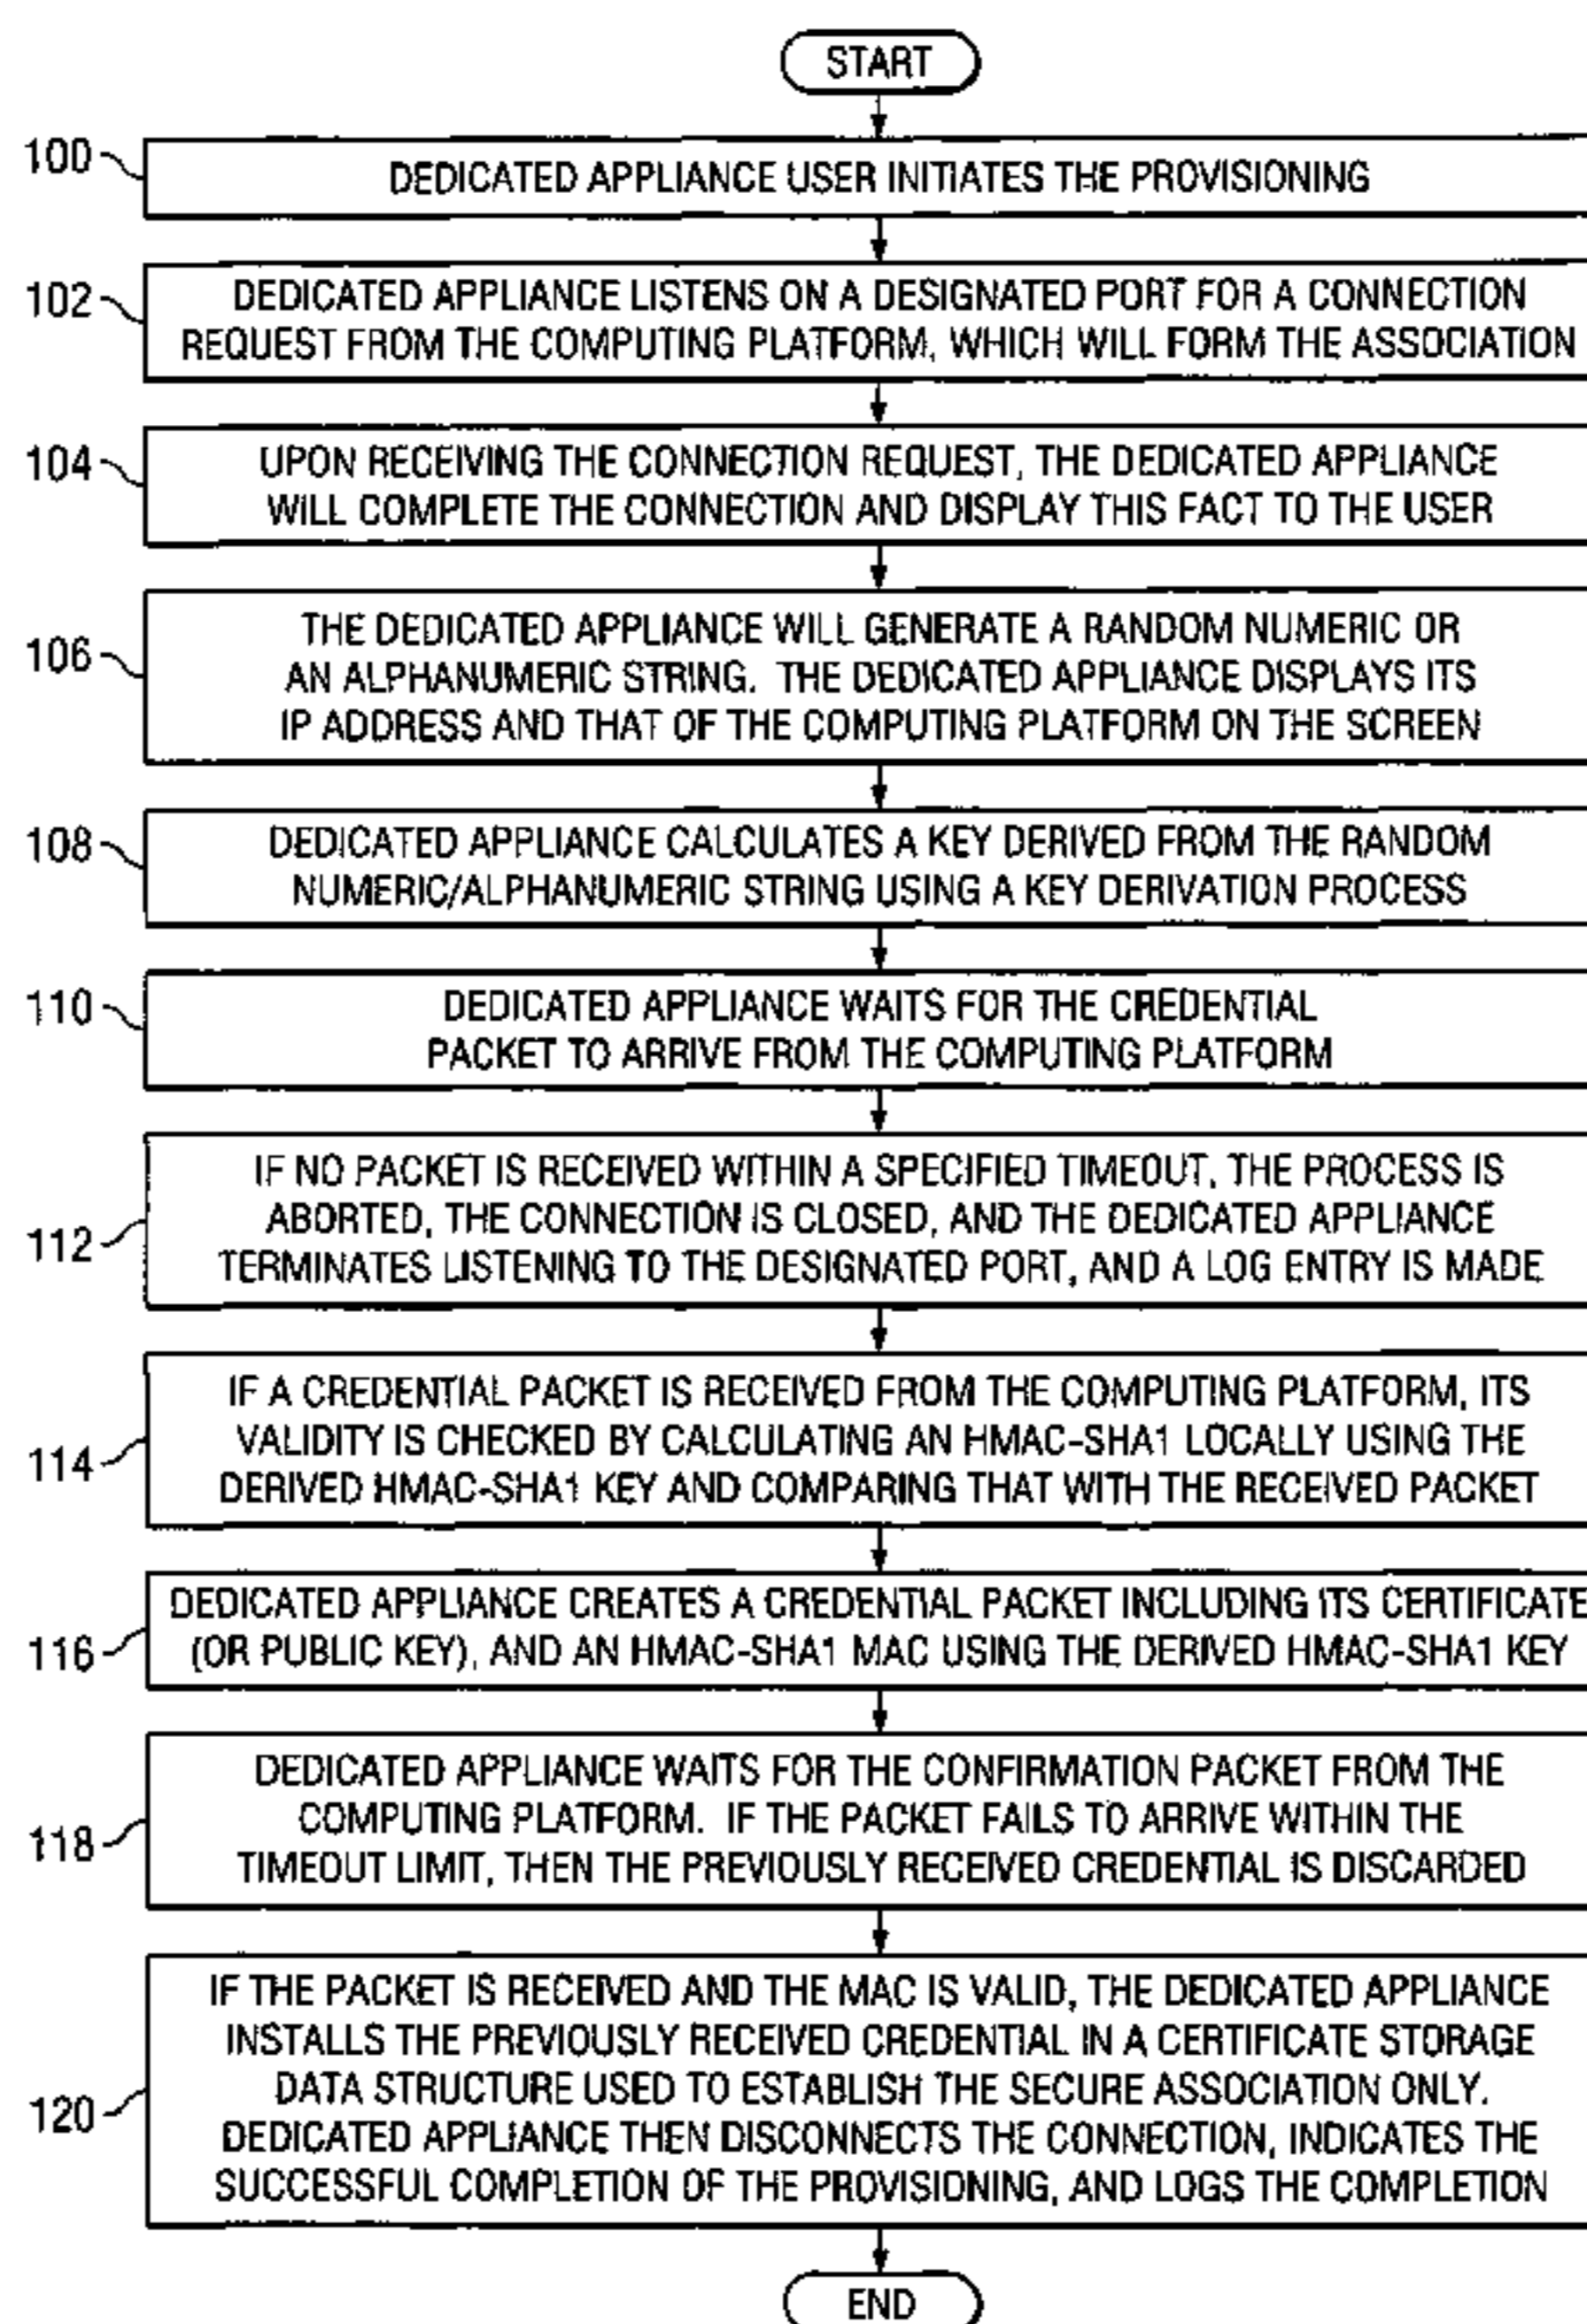 START
100
DEDICATED APPLIANCE USER INITIATES THE PROVISIONING
102
DEDICATED APPLIANCE LISTENS ON A DESIGNATED PORT FOR A CONNECTION
REQUEST FROM THE COMPUTING PLATFORM, WHICH WILL FORM THE ASSOCIATION
104
UPON RECEIVING THE CONNECTION REQUEST, THE DEDICATED APPLIANCE
WILL COMPLETE THE CONNECTION AND DISPLAY THIS FACT TO THE USER
106
THE DEDICATED APPLIANCE WILL GENERATE A RANDOM NUMERIC OR
AN ALPHANUMERIC STRING. THE DEDICATED APPLIANCE DISPLAYS ITS
IP ADDRESS AND THAT OF THE COMPUTING PLATFORM ON THE SCREEN
108
DEDICATED APPLIANCE CALCULATES A KEY DERIVED FROM THE RANDOM
NUMERIC/ALPHANUMERIC STRING USING A KEY DERIVATION PROCESS
110
DEDICATED APPLIANCE WAITS FOR THE CREDENTIAL
PACKET TO ARRIVE FROM THE COMPUTING PLATFORM
112
IF NO PACKET IS RECEIVED WITHIN A SPECIFIED TIMEOUT, THE PROCESS IS
ABORTED, THE CONNECTION IS CLOSED, AND THE DEDICATED APPLIANCE
TERMINATES LISTENING TO THE DESIGNATED PORT, AND A LOG ENTRY IS MADE
114
IF A CREDENTIAL PACKET IS RECEIVED FROM THE COMPUTING PLATFORM, ITS
VALIDITY IS CHECKED BY CALCULATING AN HMAC-SHA1 LOCALLY USING THE
DERIVED HMAC-SHA1 KEY AND COMPARING THAT WITH THE RECEIVED PACKET
116
DEDICATED APPLIANCE CREATES A CREDENTIAL PACKET INCLUDING ITS CERTIFICATE
(OR PUBLIC KEY), AND AN HMAC-SHA1 MAC USING THE DERIVED HMAC-SHA1 KEY
118
DEDICATED APPLIANCE WAITS FOR THE CONFIRMATION PACKET FROM THE
COMPUTING PLATFORM. IF THE PACKET FAILS TO ARRIVE WITHIN THE
TIMEOUT LIMIT, THEN THE PREVIOUSLY RECEIVED CREDENTIAL IS DISCARDED
120
IF THE PACKET IS RECEIVED AND THE MAC IS VALID, THE DEDICATED APPLIANCE
INSTALLS THE PREVIOUSLY RECEIVED CREDENTIAL IN A CERTIFICATE STORAGE
DATA STRUCTURE USED TO ESTABLISH THE SECURE ASSOCIATION ONLY.
DEDICATED APPLIANCE THEN DISCONNECTS THE CONNECTION, INDICATES THE
SUCCESSFUL COMPLETION OF THE PROVISIONING, AND LOGS THE COMPLETION
END